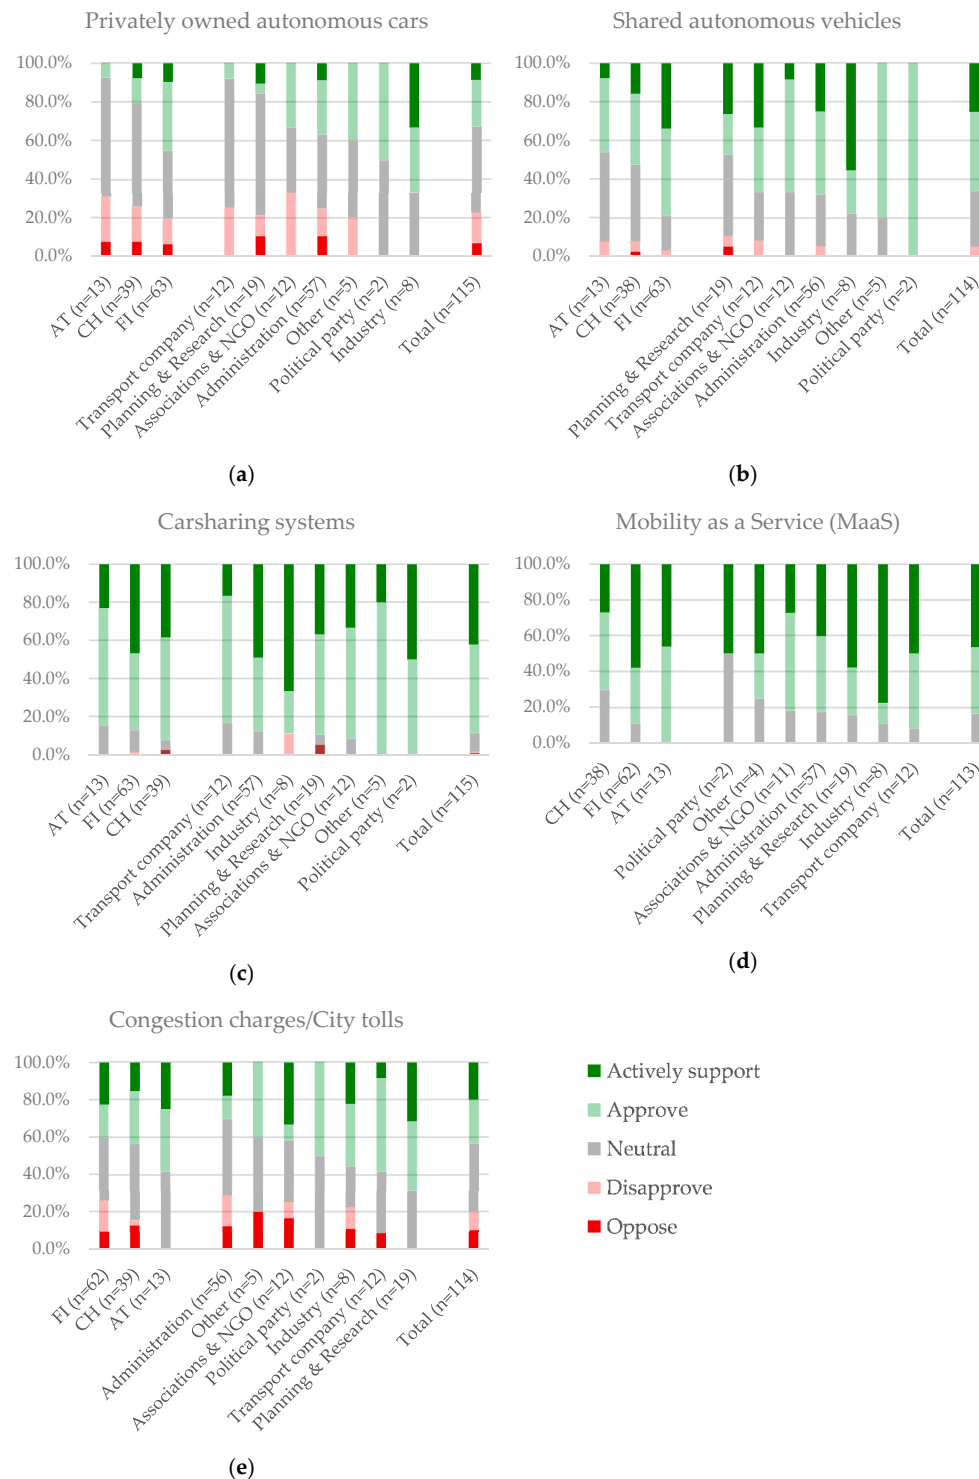 Privately owned autonomous cars
100.0%
80.0%
60.0%
40.0%
20.0%
0.0%
AT (n=13)
CH (n=39)
FI (n=63)
Transport company (n=12)
Planning & Research (n=19)
Associations & NGO (n=12)
Administration (n=57)
Other (n=5)
Political party (n=2)
Industry (n=8)
Total (n=115)
(a)
Shared autonomous vehicles
100.0%
80.0%
60.0%
40.0%
20.0%
0.0%
AT (n=13)
CH (n=38)
FI (n=63)
Planning & Research (n=19)
Transport company (n=12)
Associations & NGO (n=12)
Administration (n=56)
Industry (n=8)
Other (n=5)
Political party (n=2)
Total (n=114)
(b)
Carsharing systems
100.0%
80.0%
60.0%
40.0%
20.0%
0.0%
AT (n=13)
FI (n=63)
CH (n=39)
Transport company (n=12)
Administration (n=57)
Industry (n=8)
Planning & Research (n=19)
Associations & NGO (n=12)
Other (n=5)
Political party (n=2)
Total (n=115)
(c)
Mobility as a Service (MaaS)
100.0%
80.0%
60.0%
40.0%
20.0%
0.0%
CH (n=38)
FI (n=62)
AT (n=13)
Political party (n=2)
Other (n=4)
Associations & NGO (n=11)
Administration (n=57)
Planning & Research (n=19)
Industry (n=8)
Transport company (n=12)
Total (n=113)
(d)
Congestion charges/City tolls
100.0%
80.0%
60.0%
40.0%
20.0%
0.0%
FI (n=62)
CH (n=39)
AT (n=13)
Administration (n=56)
Other (n=5)
Associations & NGO (n=12)
Political party (n=2)
Industry (n=8)
Transport company (n=12)
Planning & Research (n=19)
Total (n=114)
(e)
Actively support
Approve
Neutral
Disapprove
Oppose